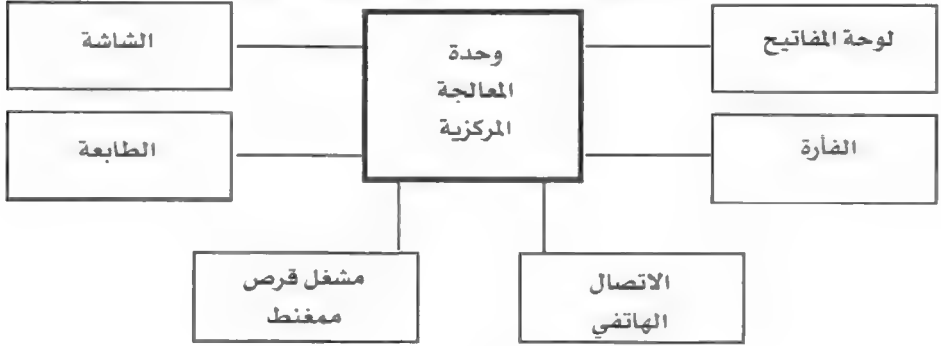 لوحة المفاتيح
وحدة
المعالجة
المركزية
الشاشة
الفأرة
الطابعة
الاتصال
الهاتفي
مشغل قرص
ممغنط